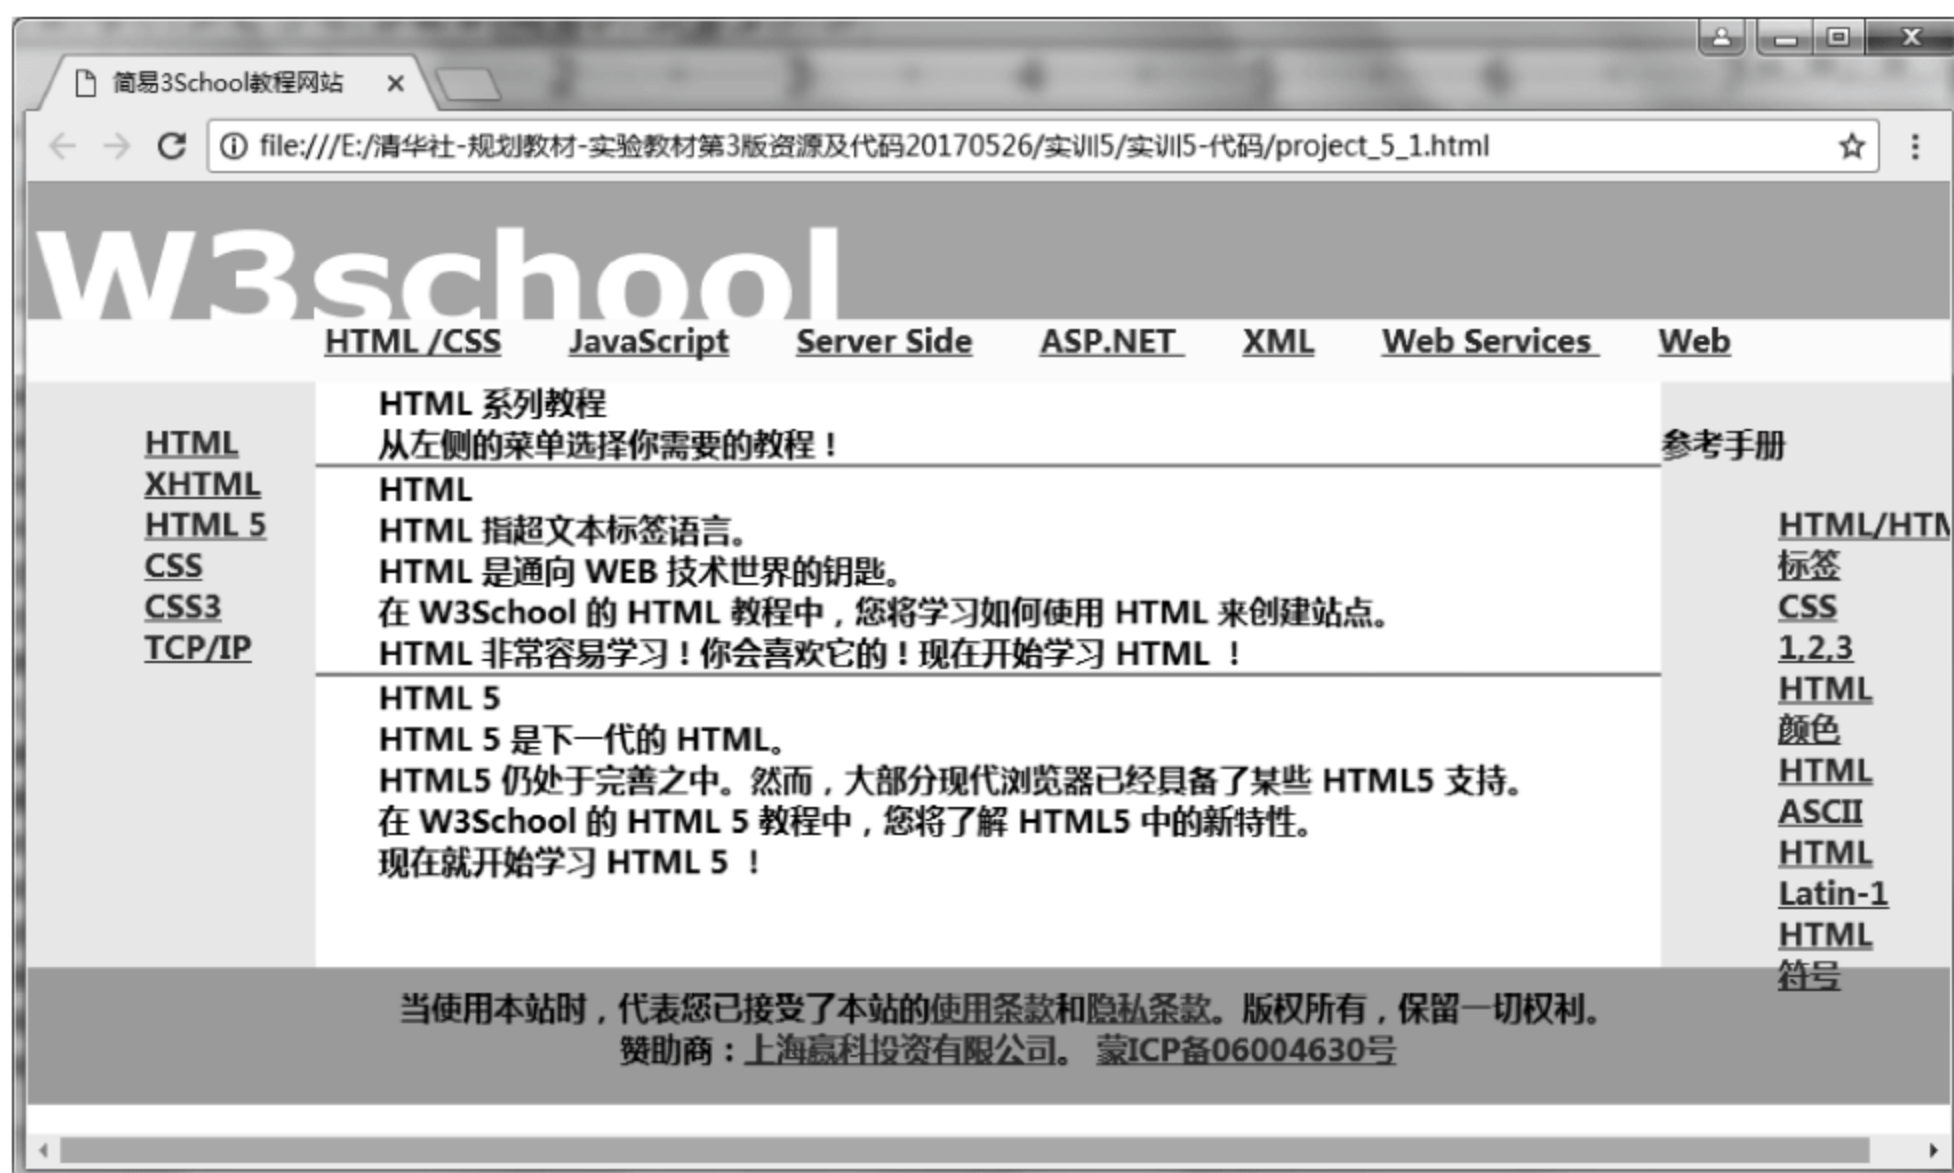 简易3School教程网站
file:///E:/清华社-规划教材-实验教材第3版资源及代码20170526/实训5/实训5-代码/project_5_1.html
W3school
HTML /CSS JavaScript Server Side ASP.NET XML Web Services Web
HTML
XHTML
HTML 5
CSS
CSS3
TCP/IP
HTML 系列教程
从左侧的菜单选择你需要的教程！
HTML
HTML 指超文本标签语言。
HTML 是通向 WEB 技术世界的钥匙。
在 W3School 的 HTML 教程中，您将学习如何使用 HTML 来创建站点。
HTML 非常容易学习！你会喜欢它的！现在开始学习 HTML ！
HTML 5
HTML 5 是下一代的 HTML。
HTML5 仍处于完善之中。然而，大部分现代浏览器已经具备了某些 HTML5 支持。
在 W3School 的 HTML 5 教程中，您将了解 HTML5 中的新特性。
现在就开始学习 HTML 5 ！
参考手册
HTML/HTM
标签
CSS
1,2,3
HTML
颜色
HTML
ASCII
HTML
Latin-1
HTML
符号
当使用本站时，代表您已接受了本站的使用条款和隐私条款。版权所有，保留一切权利。
赞助商：上海赢科投资有限公司。 蒙ICP备06004630号